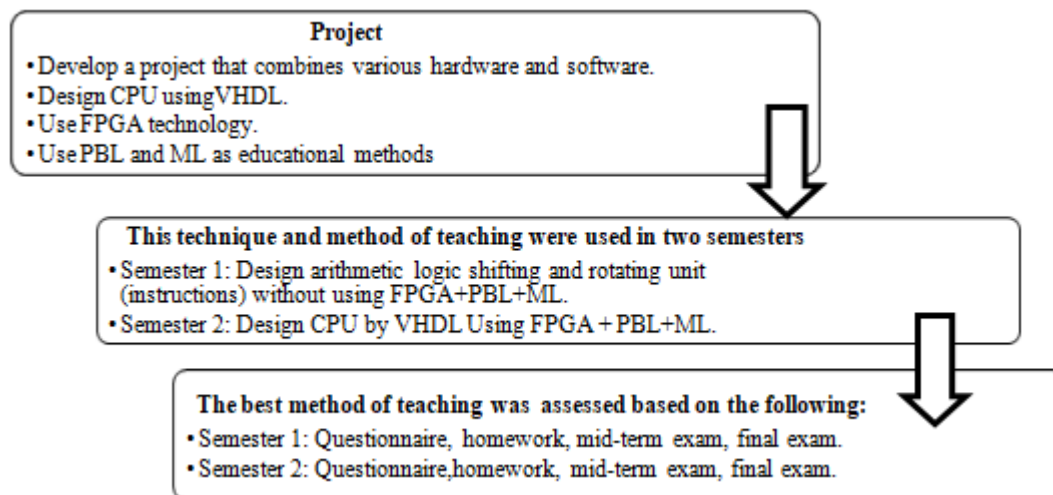 Project
• Develop a project that combines various hardware and software.
• Design CPU usingVHDL.
• Use FPGA technology.
• Use PBL and ML as educational methods
This technique and method of teaching were used in two semesters
• Semester 1: Design arithmetic logic shifting and rotating unit
(instructions) without using FPGA+PBL+ML.
• Semester 2: Design CPU by VHDL Using FPGA + PBL+ML.
The best method of teaching was assessed based on the following:
• Semester 1: Questionnaire, homework, mid-term exam, final exam.
• Semester 2: Questionnaire,homework, mid-term exam, final exam.